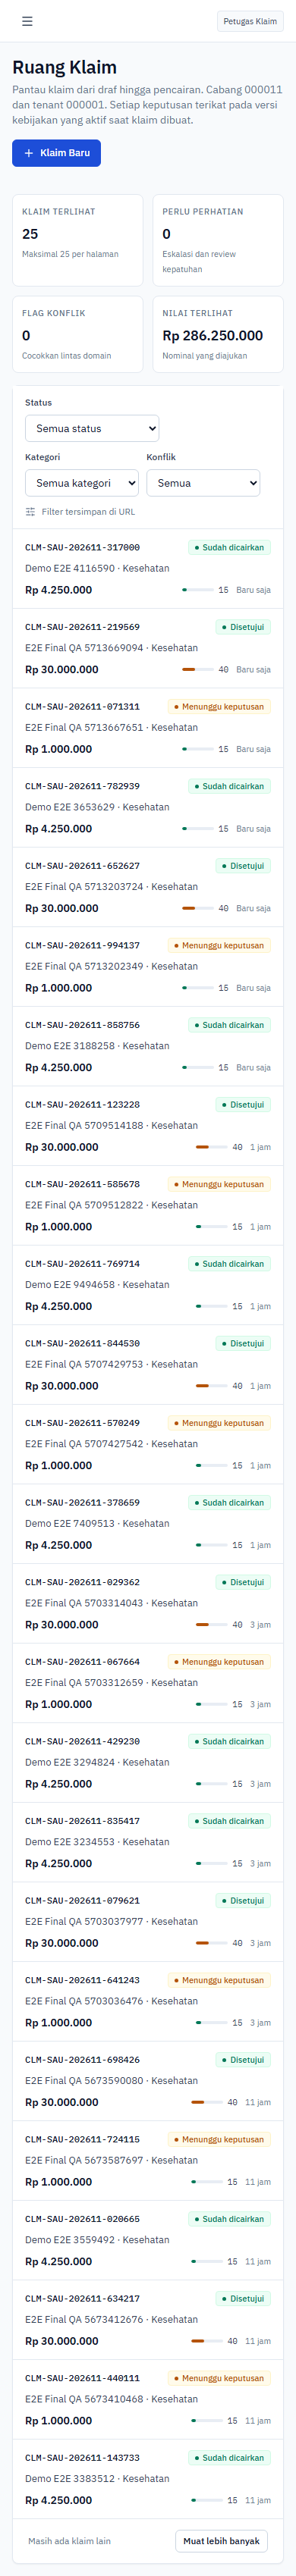 Petugas Klaim
Ruang Klaim
Pantau klaim dari draf hingga pencairan. Cabang 000011
dan tenant 000001. Setiap keputusan terikat pada versi
kebijakan yang aktif saat klaim dibuat.
Klaim Baru
KLAIM TERLIHAT
25
Maksimal 25 per halaman
PERLU PERHATIAN
0
Eskalasi dan review
kepatuhan
FLAG KONFLIK
0
Cocokkan lintas domain
NILAI TERLIHAT
Rp 286.250.000
Nominal yang diajukan
Status
Semua status
Kategori
Konflik
Semua kategori
Semua
Filter tersimpan di URL
CLM-SAU-202611-317000 Sudah dicairkan
Demo E2E 4116590 · Kesehatan
Rp 4.250.000 15 Baru saja
CLM-SAU-202611-219569 Disetujui
E2E Final QA 5713669094 · Kesehatan
Rp 30.000.000 40 Baru saja
CLM-SAU-202611-071311 Menunggu keputusan
E2E Final QA 5713667651 · Kesehatan
Rp 1.000.000 15 Baru saja
CLM-SAU-202611-782939 Sudah dicairkan
Demo E2E 3653629 · Kesehatan
Rp 4.250.000 15 Baru saja
CLM-SAU-202611-652627 Disetujui
E2E Final QA 5713203724 · Kesehatan
Rp 30.000.000 40 Baru saja
CLM-SAU-202611-994137 Menunggu keputusan
E2E Final QA 5713202349 · Kesehatan
Rp 1.000.000 15 Baru saja
CLM-SAU-202611-858756 Sudah dicairkan
Demo E2E 3188258 · Kesehatan
Rp 4.250.000 15 Baru saja
CLM-SAU-202611-123228 Disetujui
E2E Final QA 5709514188 · Kesehatan
Rp 30.000.000 40 1 jam
CLM-SAU-202611-585678 Menunggu keputusan
E2E Final QA 5709512822 · Kesehatan
Rp 1.000.000 15 1 jam
CLM-SAU-202611-769714 Sudah dicairkan
Demo E2E 9494658 · Kesehatan
Rp 4.250.000 15 1 jam
CLM-SAU-202611-844530 Disetujui
E2E Final QA 5707429753 · Kesehatan
Rp 30.000.000 40 1 jam
CLM-SAU-202611-570249 Menunggu keputusan
E2E Final QA 5707427542 · Kesehatan
Rp 1.000.000 15 1 jam
CLM-SAU-202611-378659 Sudah dicairkan
Demo E2E 7409513 · Kesehatan
Rp 4.250.000 15 1 jam
CLM-SAU-202611-029362 Disetujui
E2E Final QA 5703314043 · Kesehatan
Rp 30.000.000 40 3 jam
CLM-SAU-202611-067664 Menunggu keputusan
E2E Final QA 5703312659 · Kesehatan
Rp 1.000.000 15 3 jam
CLM-SAU-202611-429230 Sudah dicairkan
Demo E2E 3294824 · Kesehatan
Rp 4.250.000 15 3 jam
CLM-SAU-202611-835417 Sudah dicairkan
Demo E2E 3234553 · Kesehatan
Rp 4.250.000 15 3 jam
CLM-SAU-202611-079621 Disetujui
E2E Final QA 5703037977 · Kesehatan
Rp 30.000.000 40 3 jam
CLM-SAU-202611-641243 Menunggu keputusan
E2E Final QA 5703036476 · Kesehatan
Rp 1.000.000 15 3 jam
CLM-SAU-202611-698426 Disetujui
E2E Final QA 5673590080 · Kesehatan
Rp 30.000.000 40 11 jam
CLM-SAU-202611-724115 Menunggu keputusan
E2E Final QA 5673587697 · Kesehatan
Rp 1.000.000 15 11 jam
CLM-SAU-202611-020665 Sudah dicairkan
Demo E2E 3559492 · Kesehatan
Rp 4.250.000 15 11 jam
CLM-SAU-202611-634217 Disetujui
E2E Final QA 5673412676 · Kesehatan
Rp 30.000.000 40 11 jam
CLM-SAU-202611-440111 Menunggu keputusan
E2E Final QA 5673410468 · Kesehatan
Rp 1.000.000 15 11 jam
CLM-SAU-202611-143733 Sudah dicairkan
Demo E2E 3383512 · Kesehatan
Rp 4.250.000 15 11 jam
Masih ada klaim lain
Muat lebih banyak